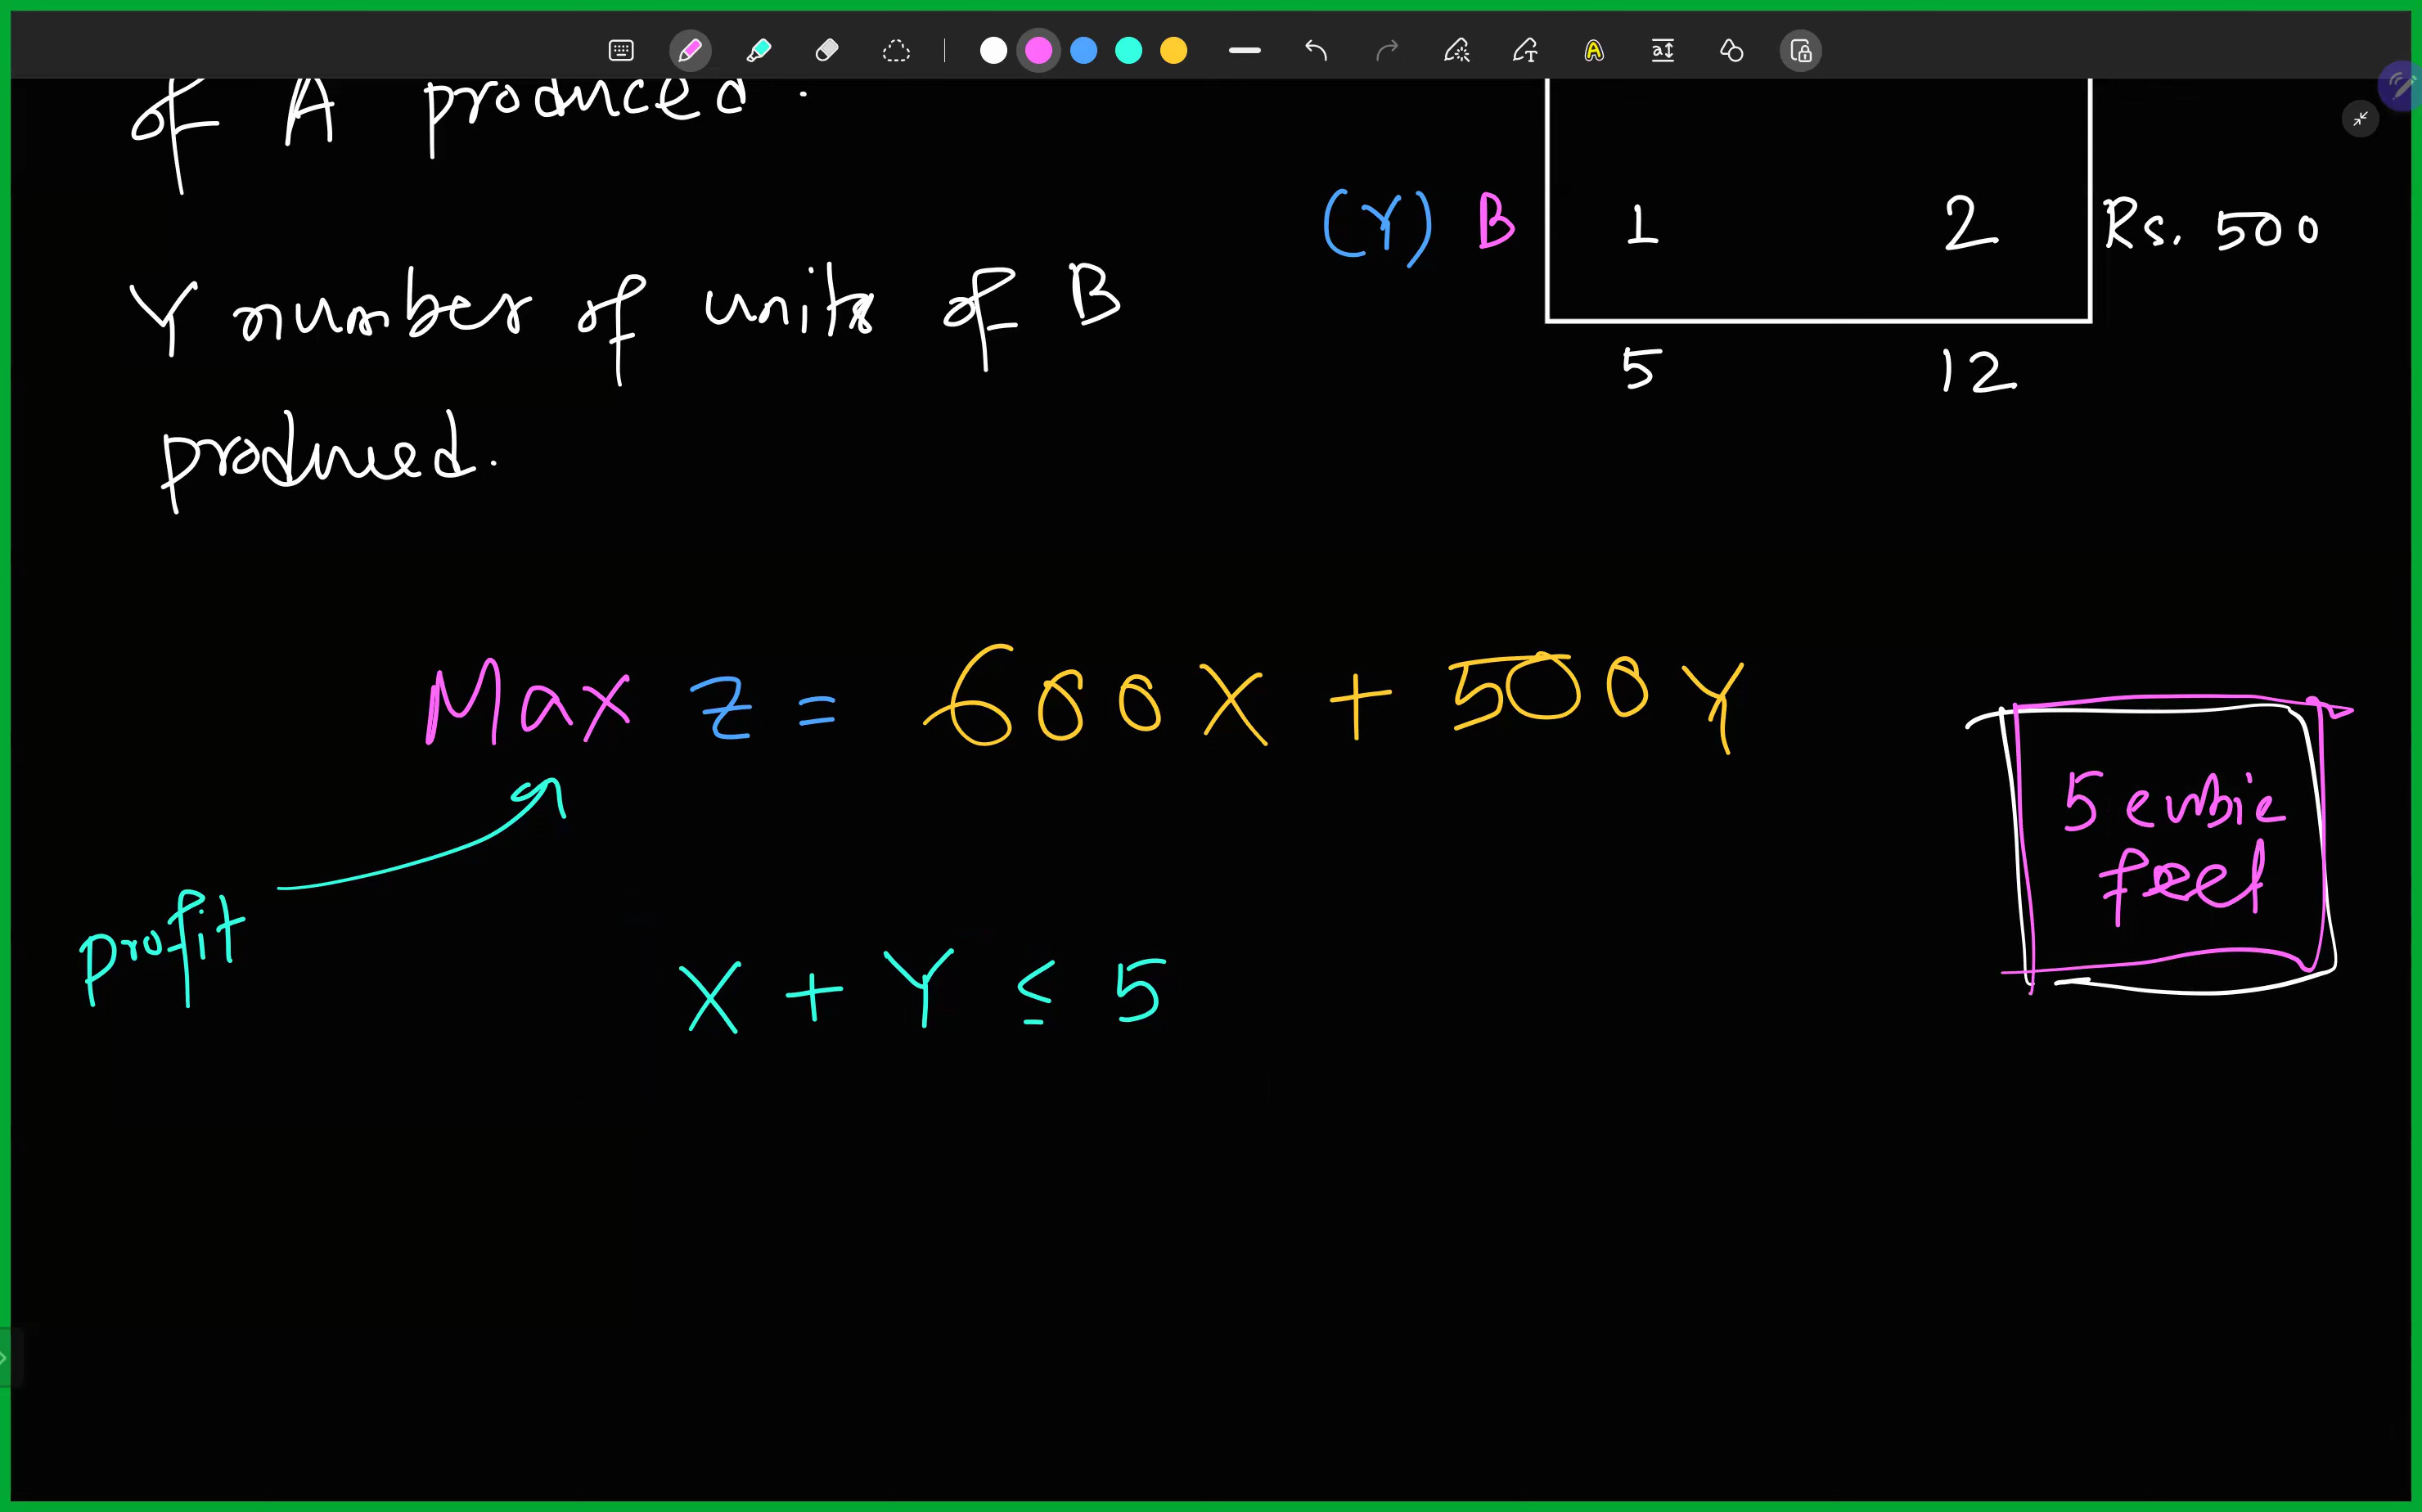 of A produced.
(Y) B 1 2 Rs. 500
Y number of units of B
5 12
produced.
Max Z = 600X + 500Y
5 cubic
feet
Profit
X + Y ≤ 5